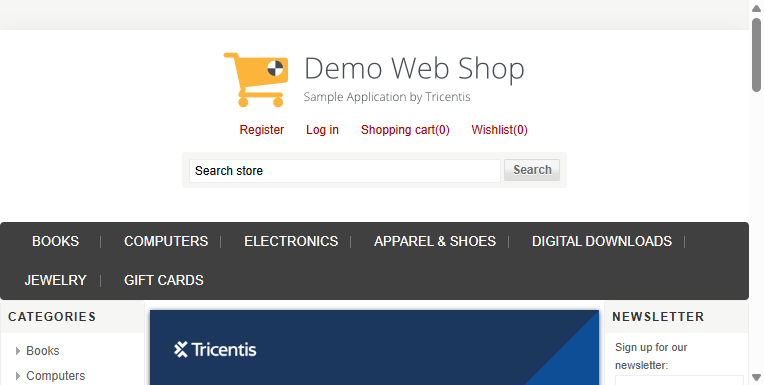 Demo Web Shop
Sample Application by Tricentis
Register Log in Shopping cart(0) Wishlist(0)
Search store Search
BOOKS COMPUTERS ELECTRONICS APPAREL & SHOES DIGITAL DOWNLOADS
JEWELRY GIFT CARDS
CATEGORIES
Books
Computers
Tricentis
NEWSLETTER
Sign up for our
newsletter: